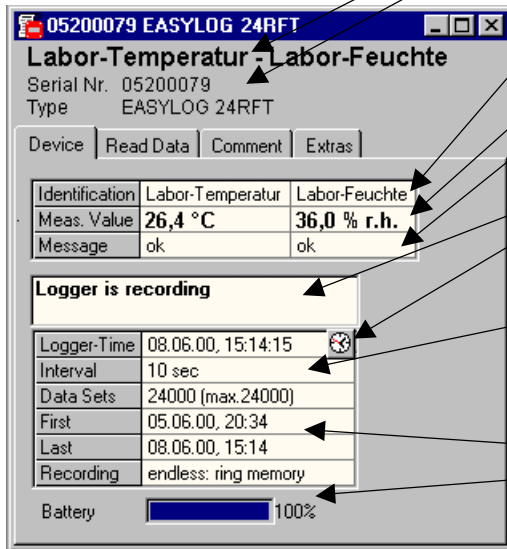 05200079 EASYLOG 24RFT
Labor-Temperatur - Labor-Feuchte
Serial Nr. 05200079
Type EASYLOG 24RFT
Device Read Data Comment Extras
Identification Labor-Temperatur Labor-Feuchte
Meas. Value 26,4 °C 36,0 % r.h.
Message ok ok
Logger is recording
Logger-Time 08.06.00, 15:14:15
Interval 10 sec
Data Sets 24000 (max.24000)
First 05.06.00, 20:34
Last 08.06.00, 15:14
Recording endless: ring memory
Battery 100%